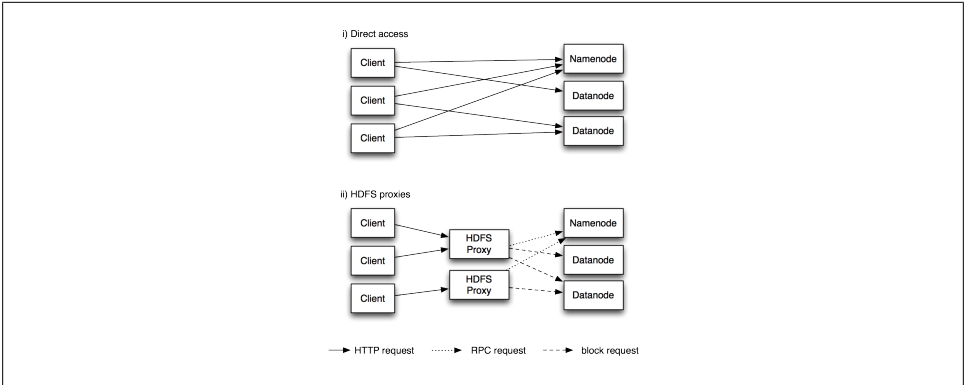 i) Direct access
Client
Client
Client
Namenode
Datanode
Datanode
ii) HDFS proxies
Client
Client
Client
HDFS
Proxy
HDFS
Proxy
Namenode
Datanode
Datanode
HTTP request
RPC request
block request